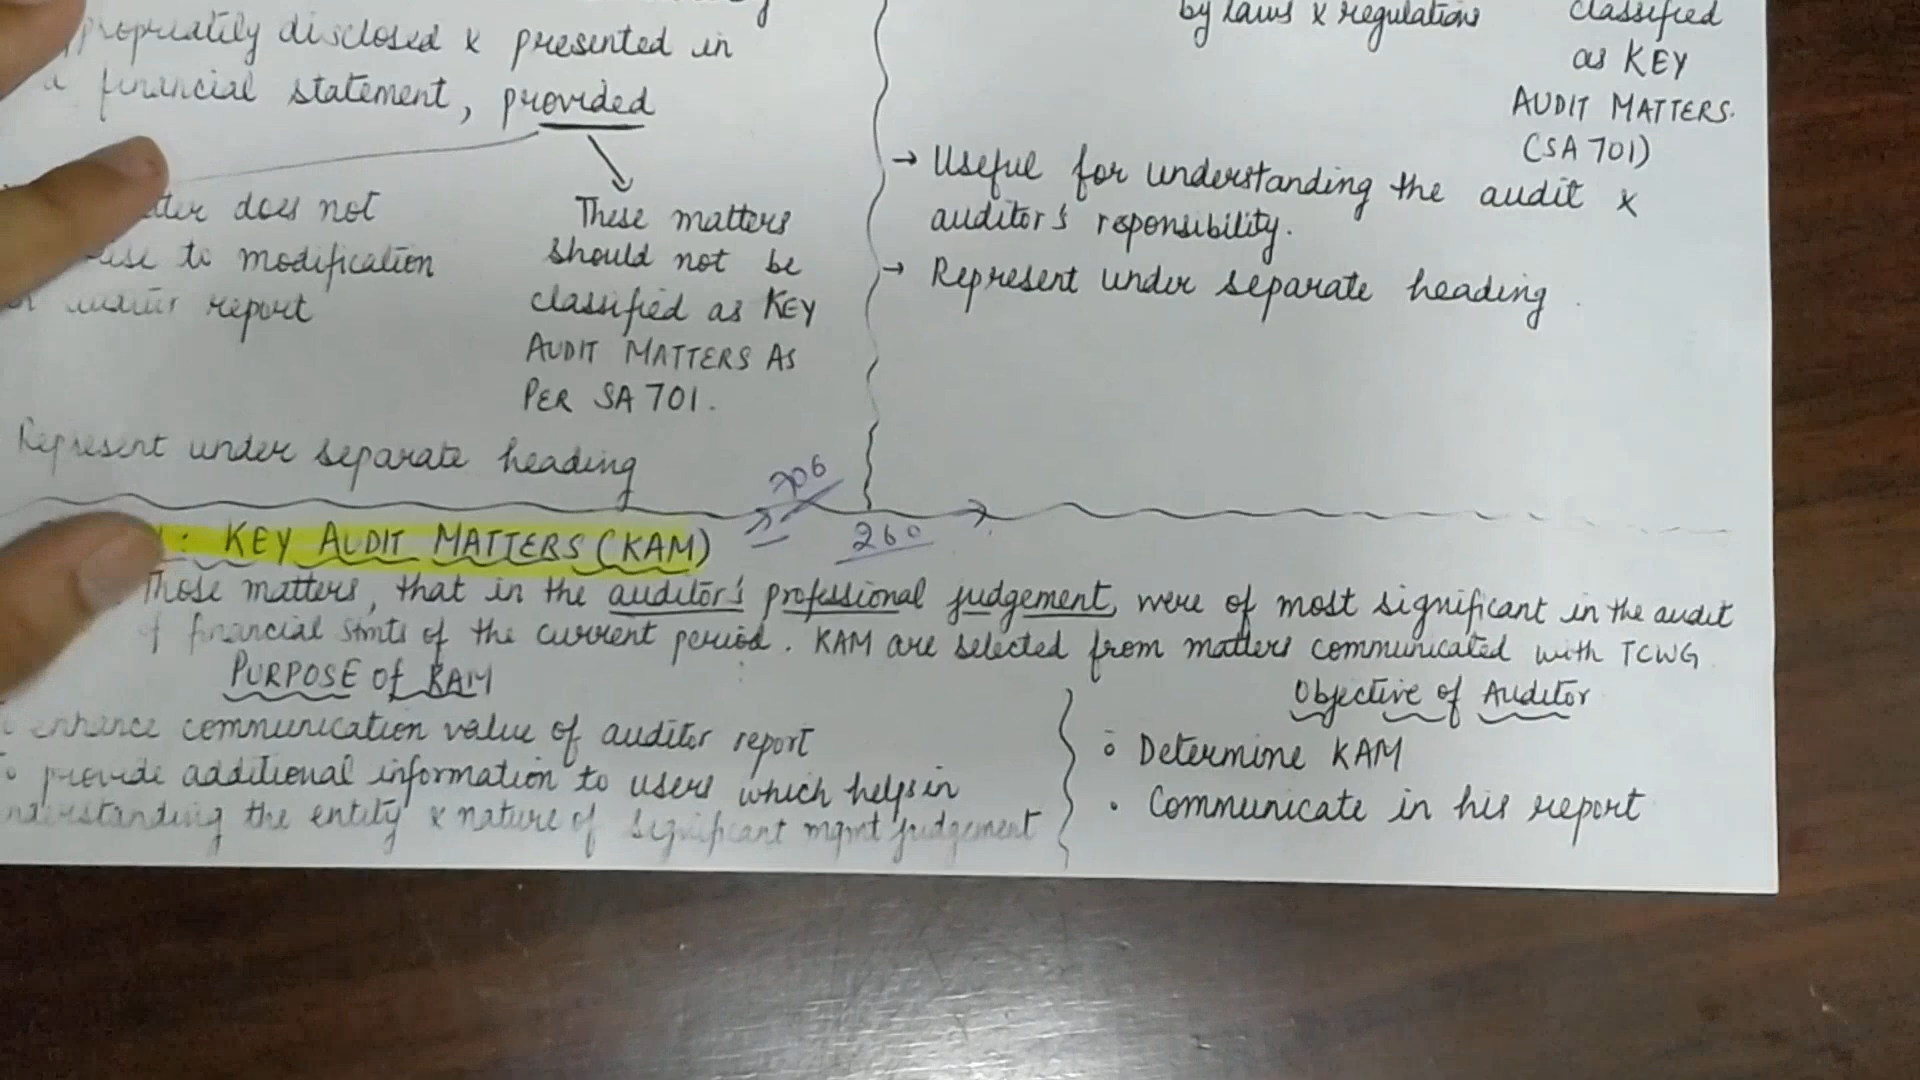 appropriatily disclosed & presented in
a financial statement, provided
does not
to modification
report
These matters
should not be
classified as KEY
AUDIT MATTERS AS
PER SA 701.
Represent under separate heading
by laws & regulations
classified
as KEY
AUDIT MATTERS.
(SA 701)
→ Useful for understanding the audit &
auditor's rsponsibility.
→ Represent under separate heading
706
260
: KEY AUDIT MATTERS (KAM)
Those matters, that in the auditor's professional judgement, were of most significant in the audit
of financial stmts of the current period. KAM are selected from matters communicated with TCWG
PURPOSE Of KAM
enhance communication value of auditor report
provide additional information to users which helps in
understanding the entity & nature of significant mgmt judgement
Objective of Auditor
• Determine KAM
• Communicate in his report